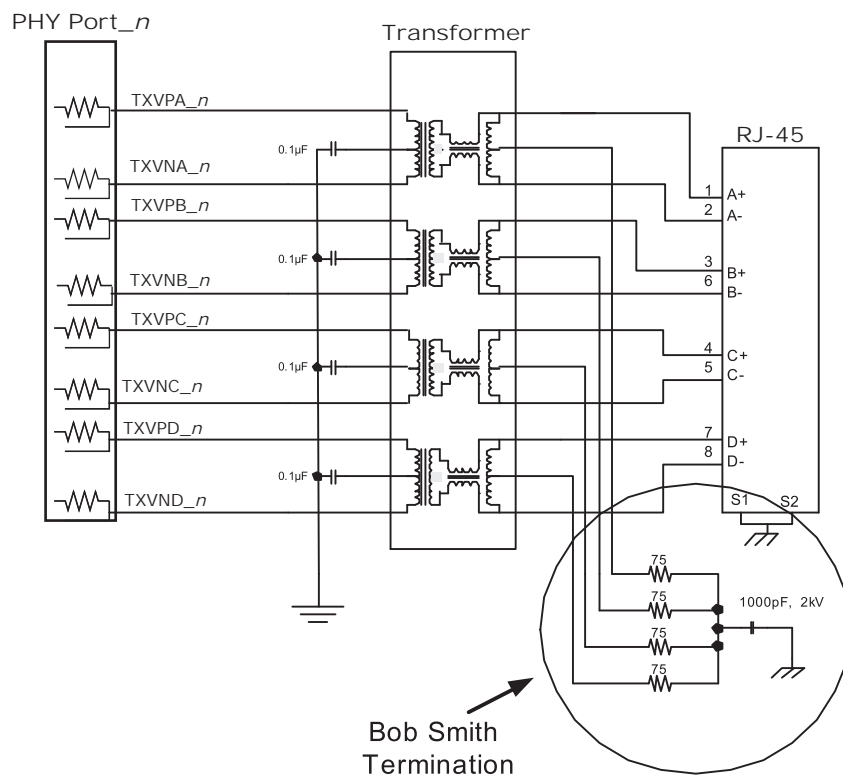 PHY Port_n
Transformer
TXVPA_n
0.1µF
TXVNA_n
TXVPB_n
0.1µF
TXVNB_n
TXVPC_n
0.1µF
TXVNC_n
TXVPD_n
0.1µF
TXVND_n
RJ-45
1 A+
2 A-
3 B+
6 B-
4 C+
5 C-
7 D+
8 D-
S1 S2
75
75
75
75
1000pF, 2kV
Bob Smith
Termination